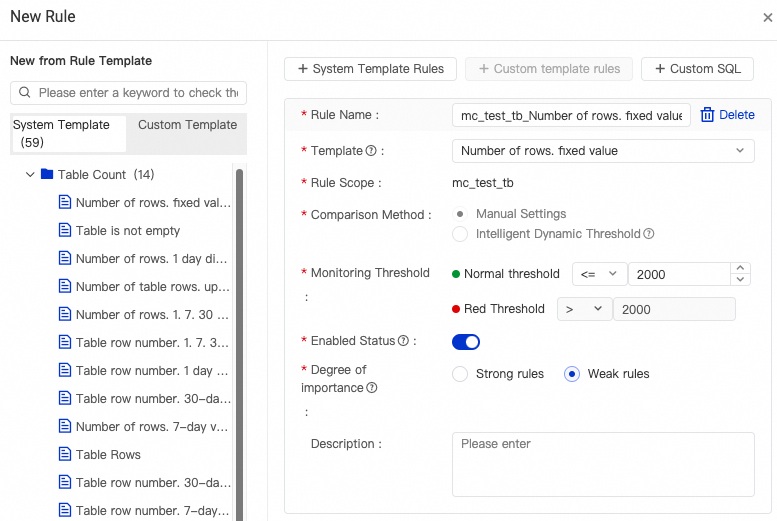 New Rule
New from Rule Template
Please enter a keyword to check the
System Template
(59)
Custom Template
Table Count (14)
Number of rows. fixed val...
Table is not empty
Number of rows. 1 day di...
Number of table rows. up...
Number of rows. 1. 7. 30 ...
Table row number. 1. 7. 3...
Table row number. 1 day ...
Table row number. 30-da...
Number of rows. 7-day v...
Table Rows
Table row number. 30-da...
Table row number. 7-day...
+ System Template Rules
+ Custom template rules
+ Custom SQL
* Rule Name : mc_test_tb_Number of rows. fixed value Delete
* Template ? : Number of rows. fixed value
* Rule Scope : mc_test_tb
* Comparison Method : Manual Settings
Intelligent Dynamic Threshold ?
* Monitoring Threshold
:
Normal threshold <= 2000
Red Threshold > 2000
* Enabled Status ? :
* Degree of
importance ?
:
Strong rules Weak rules
Description : Please enter